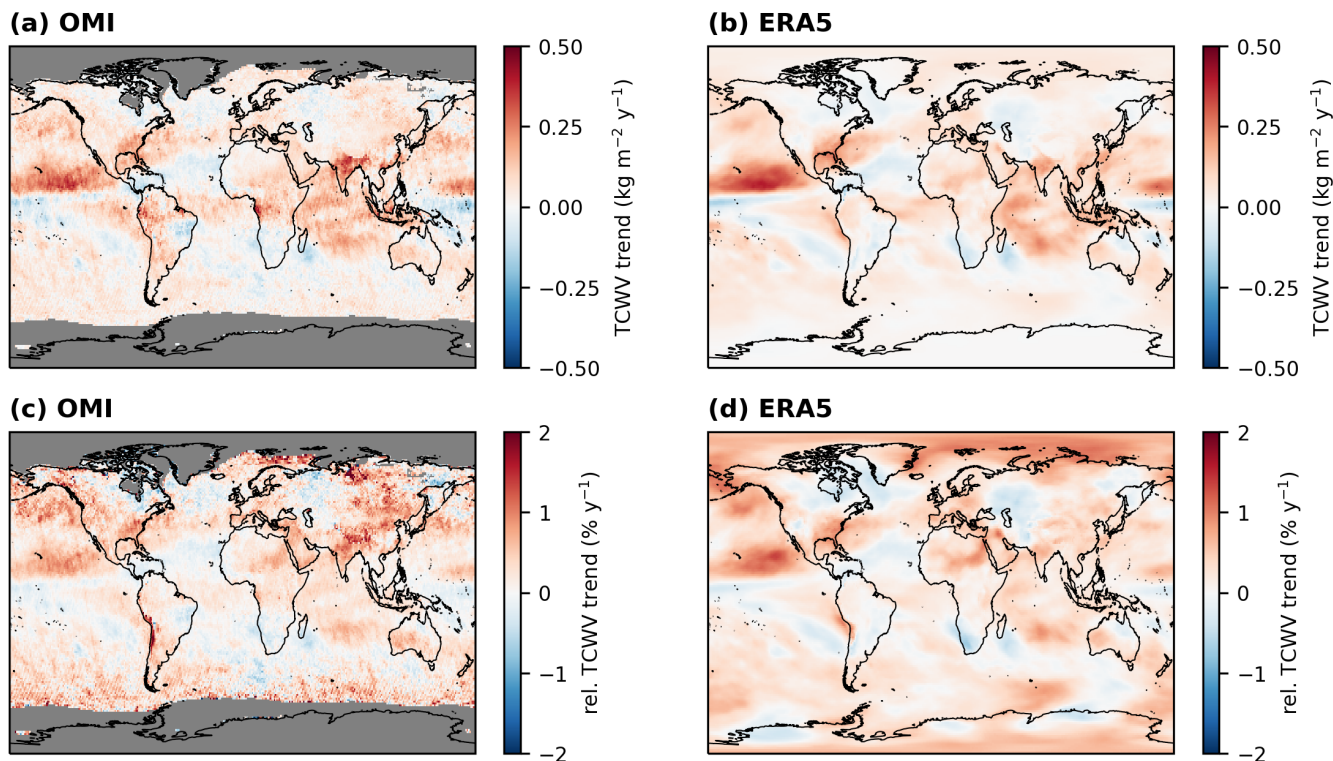 (a) OMI
0.50
0.25
0.00
−0.25
−0.50
TCWV trend (kg m⁻² y⁻¹)
(b) ERA5
0.50
0.25
0.00
−0.25
−0.50
TCWV trend (kg m⁻² y⁻¹)
(c) OMI
2
1
0
−1
−2
rel. TCWV trend (% y⁻¹)
(d) ERA5
2
1
0
−1
−2
rel. TCWV trend (% y⁻¹)